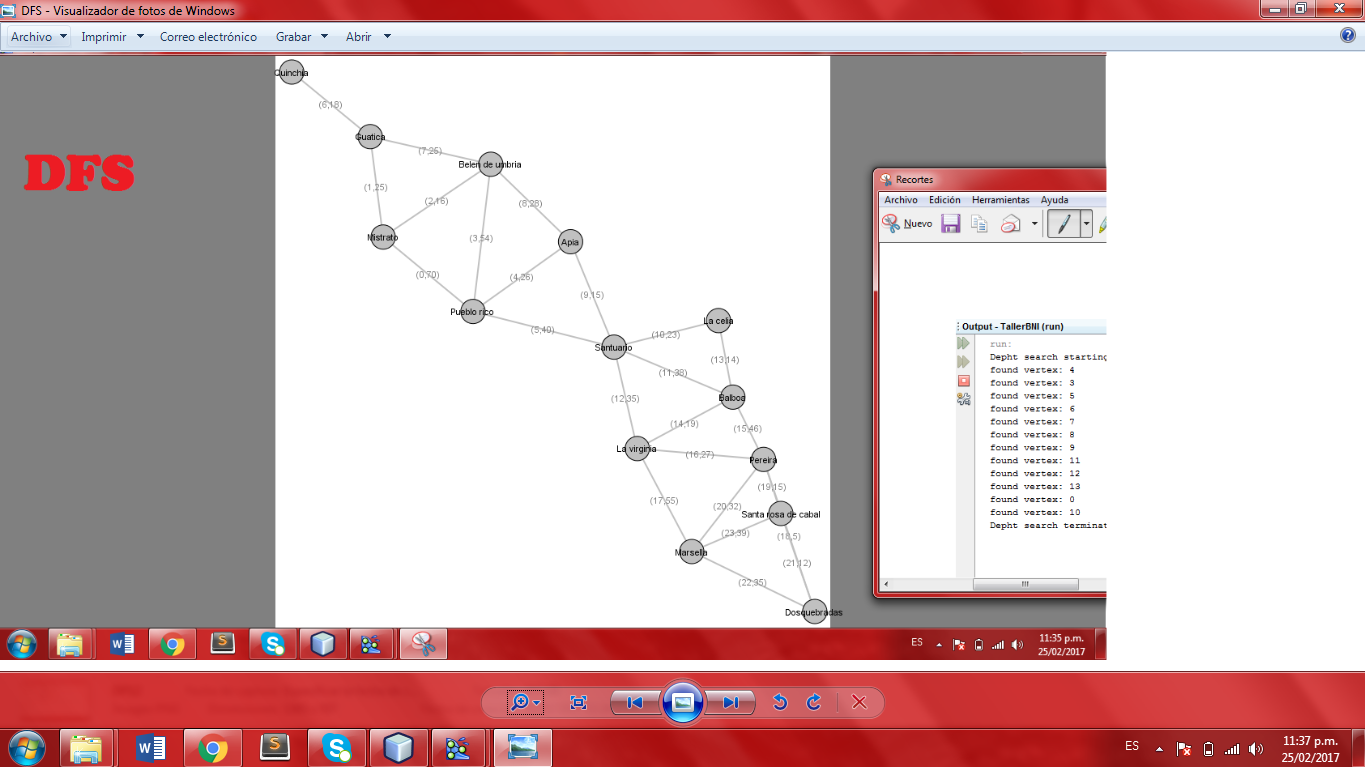 DFS - Visualizador de fotos de Windows
Archivo Imprimir Correo electrónico Grabar Abrir
DFS
Quinchia
(6,18)
Guatica
(7,25)
Belen de umbria
(1,25)
(2,16)
(8,28)
Mistrato
(3,54)
Apia
(0,70)
(4,26)
(9,15)
Pueblo rico
(5,40)
Santuario
(10,23)
La celia
(13,14)
(11,38)
(12,35)
Balboa
(14,19)
(15,46)
La virginia
(16,27)
Pereira
(19,15)
(17,55)
(20,32)
Santa rosa de cabal
(23,39)
(18,5)
Marsella
(21,12)
(22,35)
Dosquebradas
Recortes
Archivo Edición Herramientas Ayuda
Nuevo
Output - TallerBNI (run)
run:
Depht search starting
found vertex: 4
found vertex: 3
found vertex: 5
found vertex: 6
found vertex: 7
found vertex: 8
found vertex: 9
found vertex: 11
found vertex: 12
found vertex: 13
found vertex: 0
found vertex: 10
Depht search terminat
ES
11:35 p.m.
25/02/2017
ES
11:37 p.m.
25/02/2017